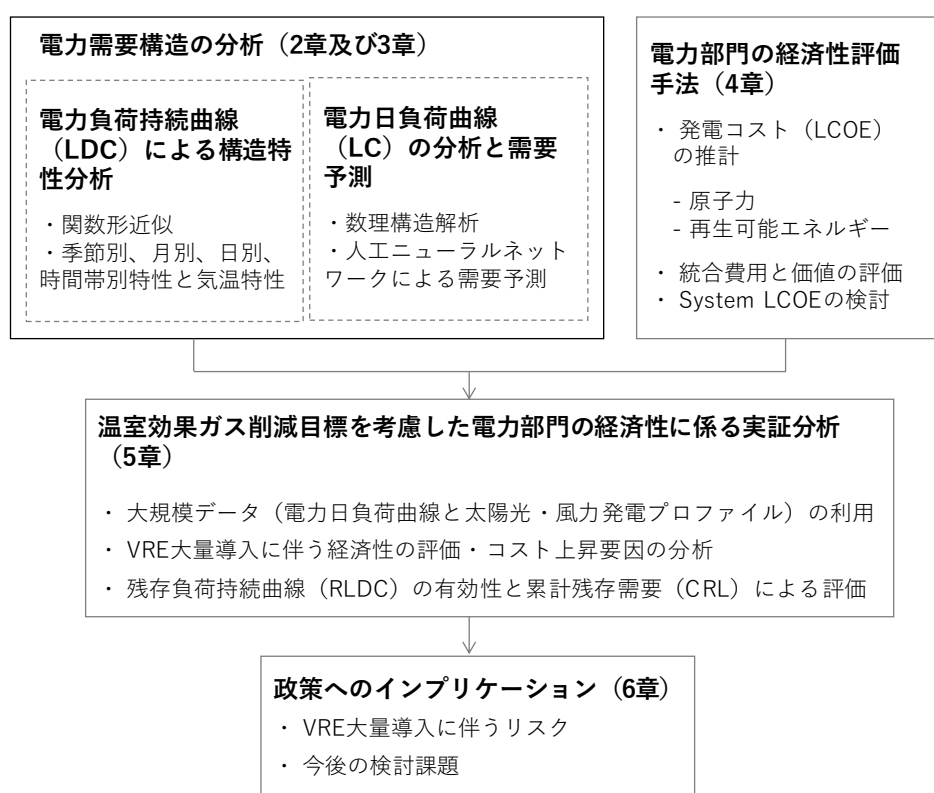 電力需要構造の分析（2章及び3章）
電力負荷持続曲線
（LDC）による構造特
性分析
・関数形近似
・季節別、月別、日別、
時間帯別特性と気温特性
電力日負荷曲線
（LC）の分析と需要
予測
・数理構造解析
・人工ニューラルネット
ワークによる需要予測
電力部門の経済性評価
手法（4章）
・ 発電コスト（LCOE）
の推計
- 原子力
- 再生可能エネルギー
・ 統合費用と価値の評価
・ System LCOEの検討
温室効果ガス削減目標を考慮した電力部門の経済性に係る実証分析
（5章）
・ 大規模データ（電力日負荷曲線と太陽光・風力発電プロファイル）の利用
・ VRE大量導入に伴う経済性の評価・コスト上昇要因の分析
・ 残存負荷持続曲線（RLDC）の有効性と累計残存需要（CRL）による評価
政策へのインプリケーション（6章）
・ VRE大量導入に伴うリスク
・ 今後の検討課題